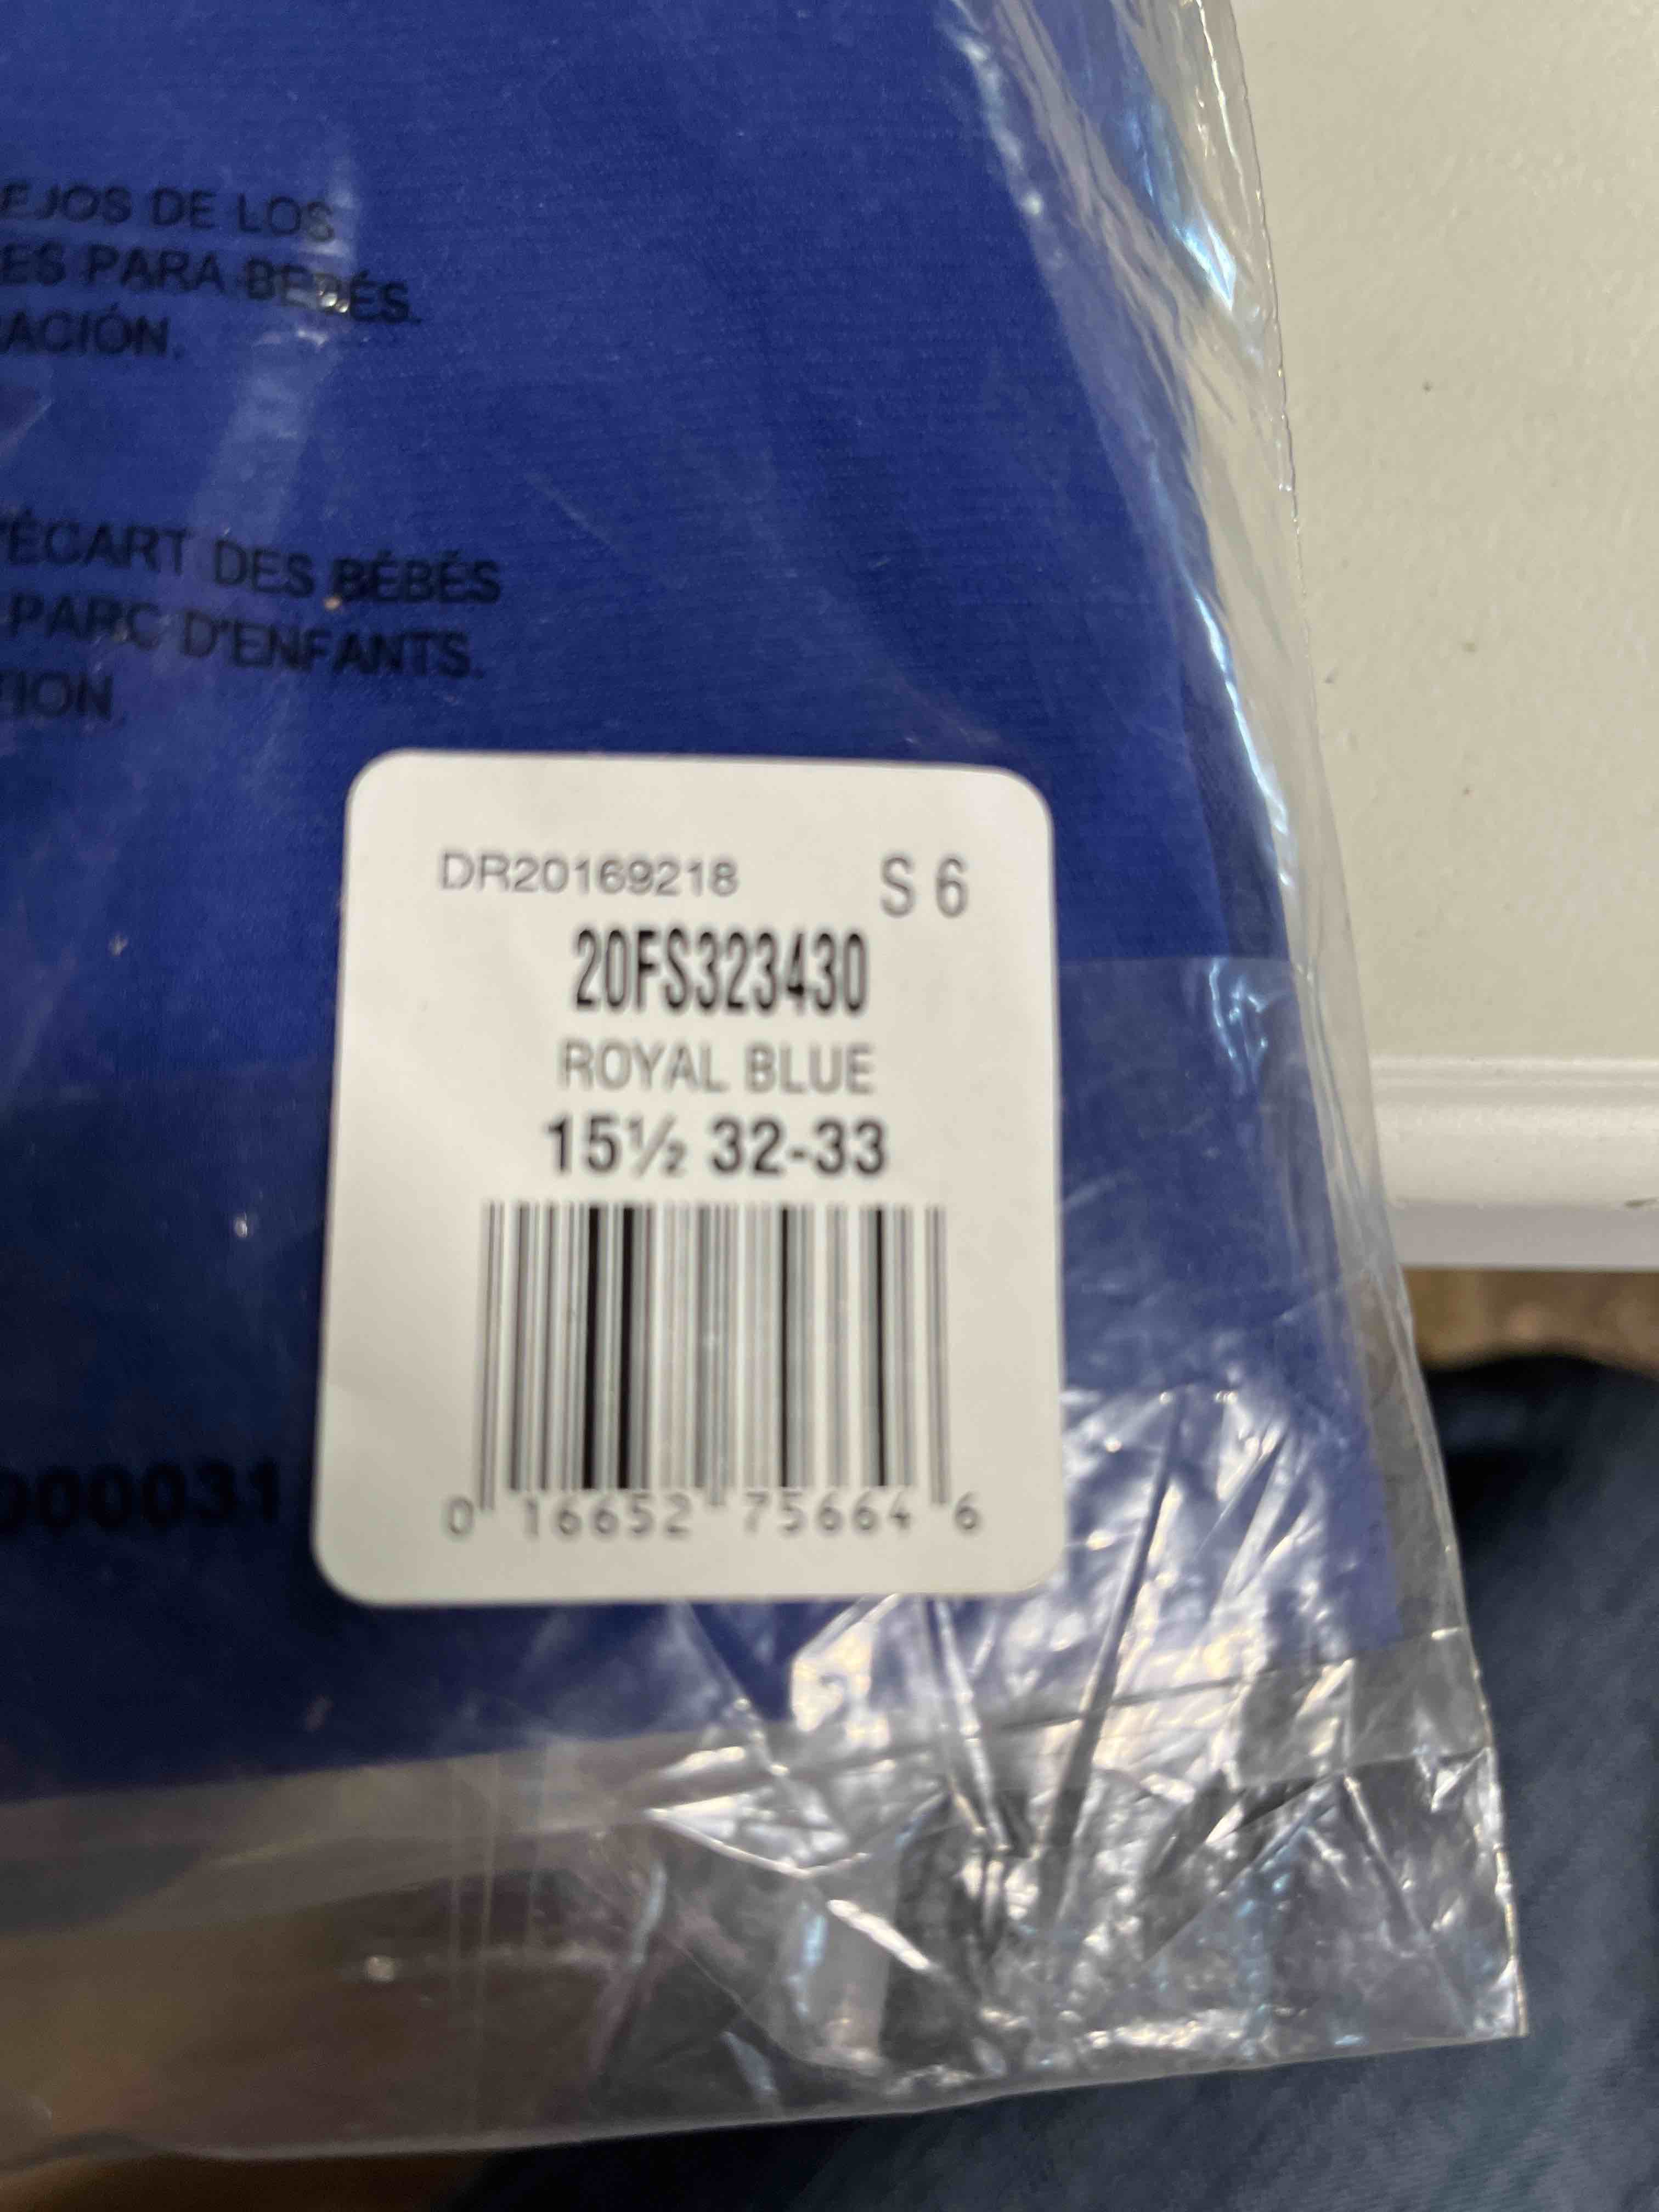 EJOS DE LOS
ES PARA BEBÉS.
ACIÓN.
'ÉCART DES BÉBÉS
PARC D'ENFANTS.
TION.
DR20169218 S 6
20FS323430
ROYAL BLUE
15½ 32-33
000031
0 16652 75664 6